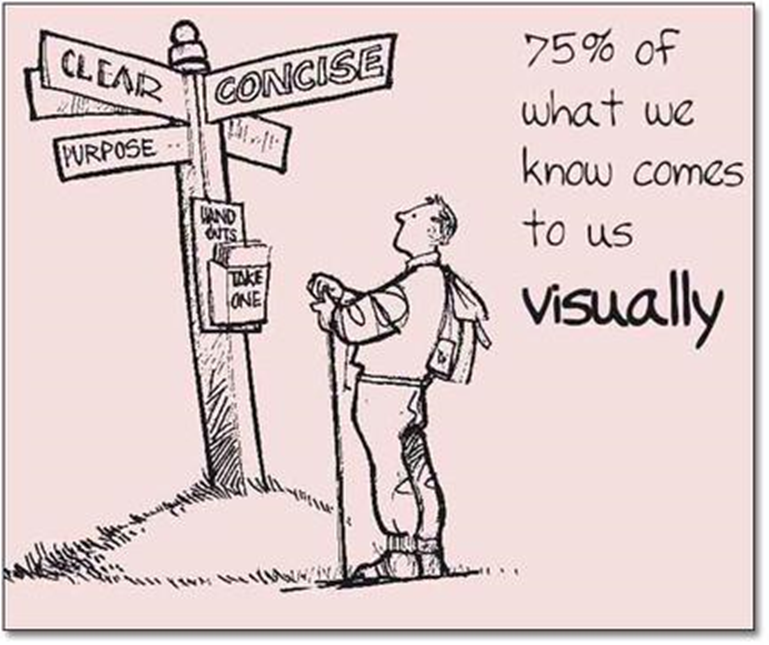 CLEAR
CONCISE
PURPOSE
HAND
OUTS
TAKE
ONE
75% of
what we
know comes
to us
visually